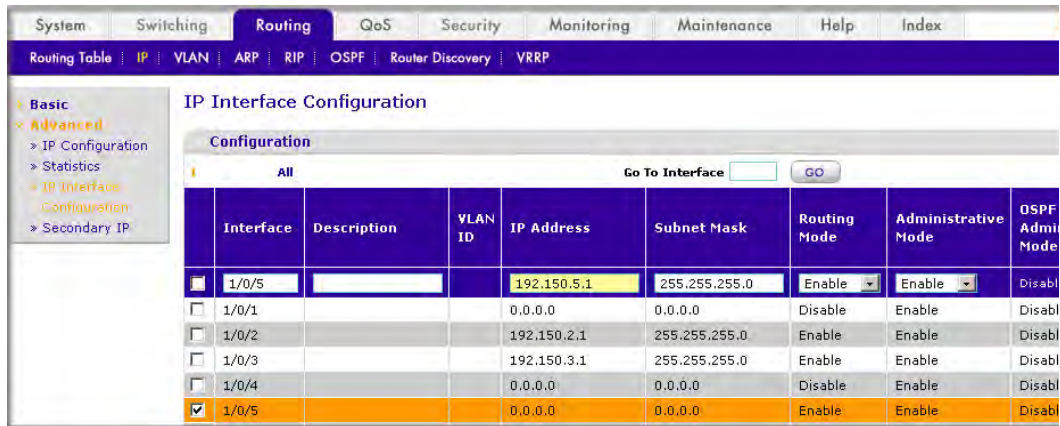 System Switching Routing QoS Security Monitoring Maintenance Help Index
Routing Table IP VLAN ARP RIP OSPF Router Discovery VRRP
Basic
Advanced
» IP Configuration
» Statistics
» IP Interface
Configuration
» Secondary IP
IP Interface Configuration
Configuration
All Go To Interface GO
Interface Description VLAN ID IP Address Subnet Mask Routing Mode Administrative Mode OSPF Admi Mode
1/0/5 192.150.5.1 255.255.255.0 Enable Enable Disabl
1/0/1 0.0.0.0 0.0.0.0 Disable Enable Disabl
1/0/2 192.150.2.1 255.255.255.0 Enable Enable Disabl
1/0/3 192.150.3.1 255.255.255.0 Enable Enable Disabl
1/0/4 0.0.0.0 0.0.0.0 Disable Enable Disabl
1/0/5 0.0.0.0 0.0.0.0 Enable Enable Disabl